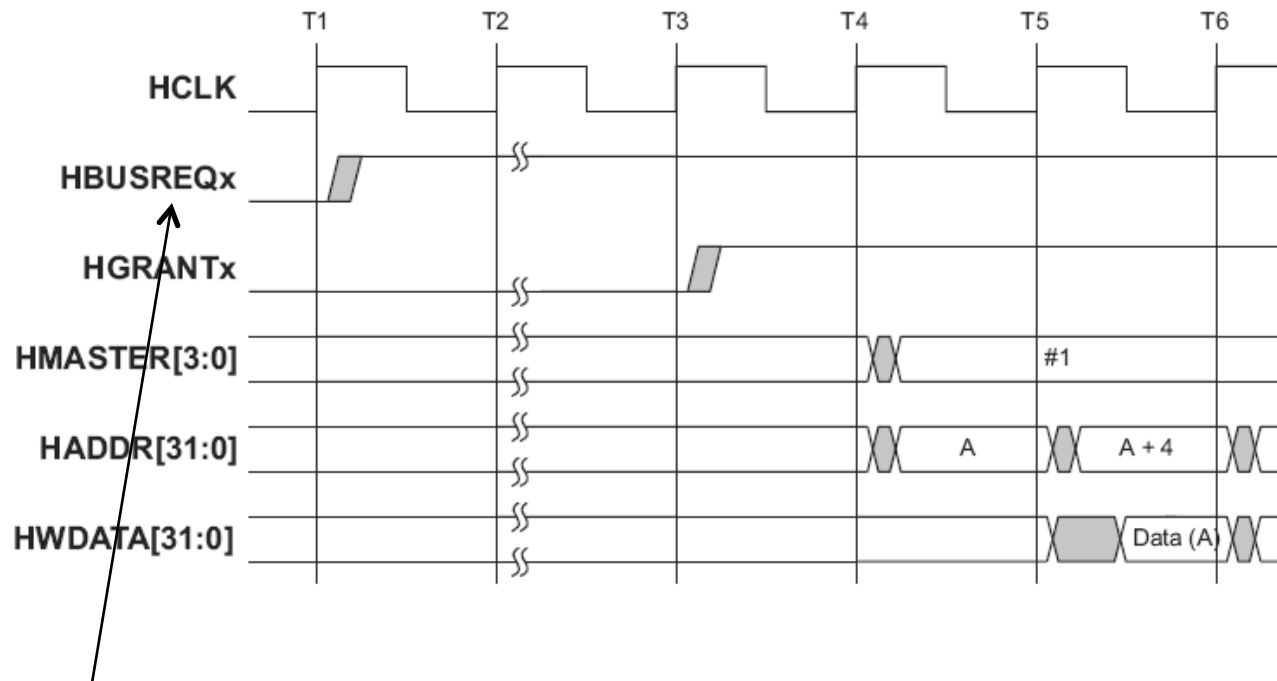 T1 T2 T3 T4 T5 T6
HCLK
HBUSREQx
HGRANTx
HMASTER[3:0] #1
HADDR[31:0] A A + 4
HWDATA[31:0] Data (A)